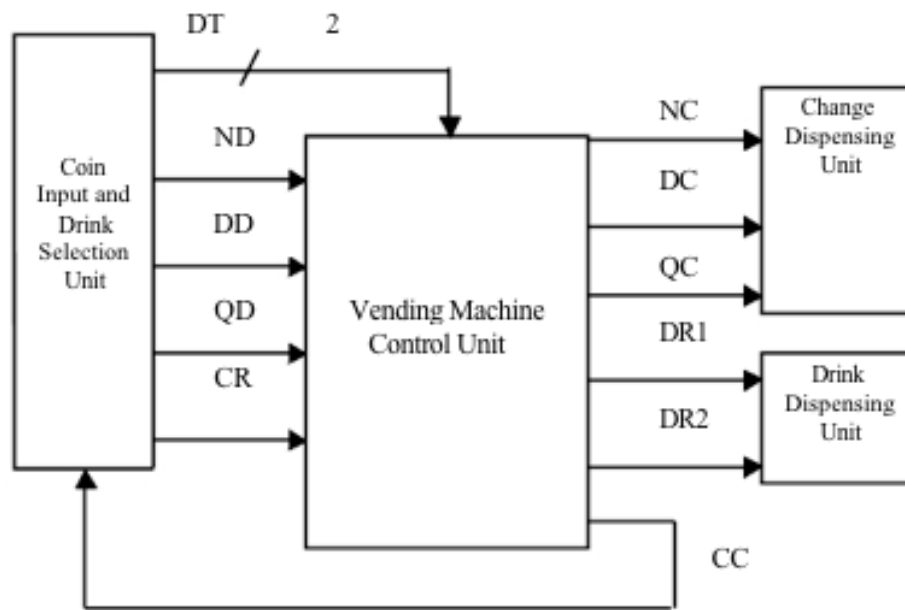 DT 2
Coin
Input and
Drink
Selection
Unit
ND
DD
QD
CR
Vending Machine
Control Unit
NC
DC
QC
DR1
DR2
CC
Change
Dispensing
Unit
Drink
Dispensing
Unit